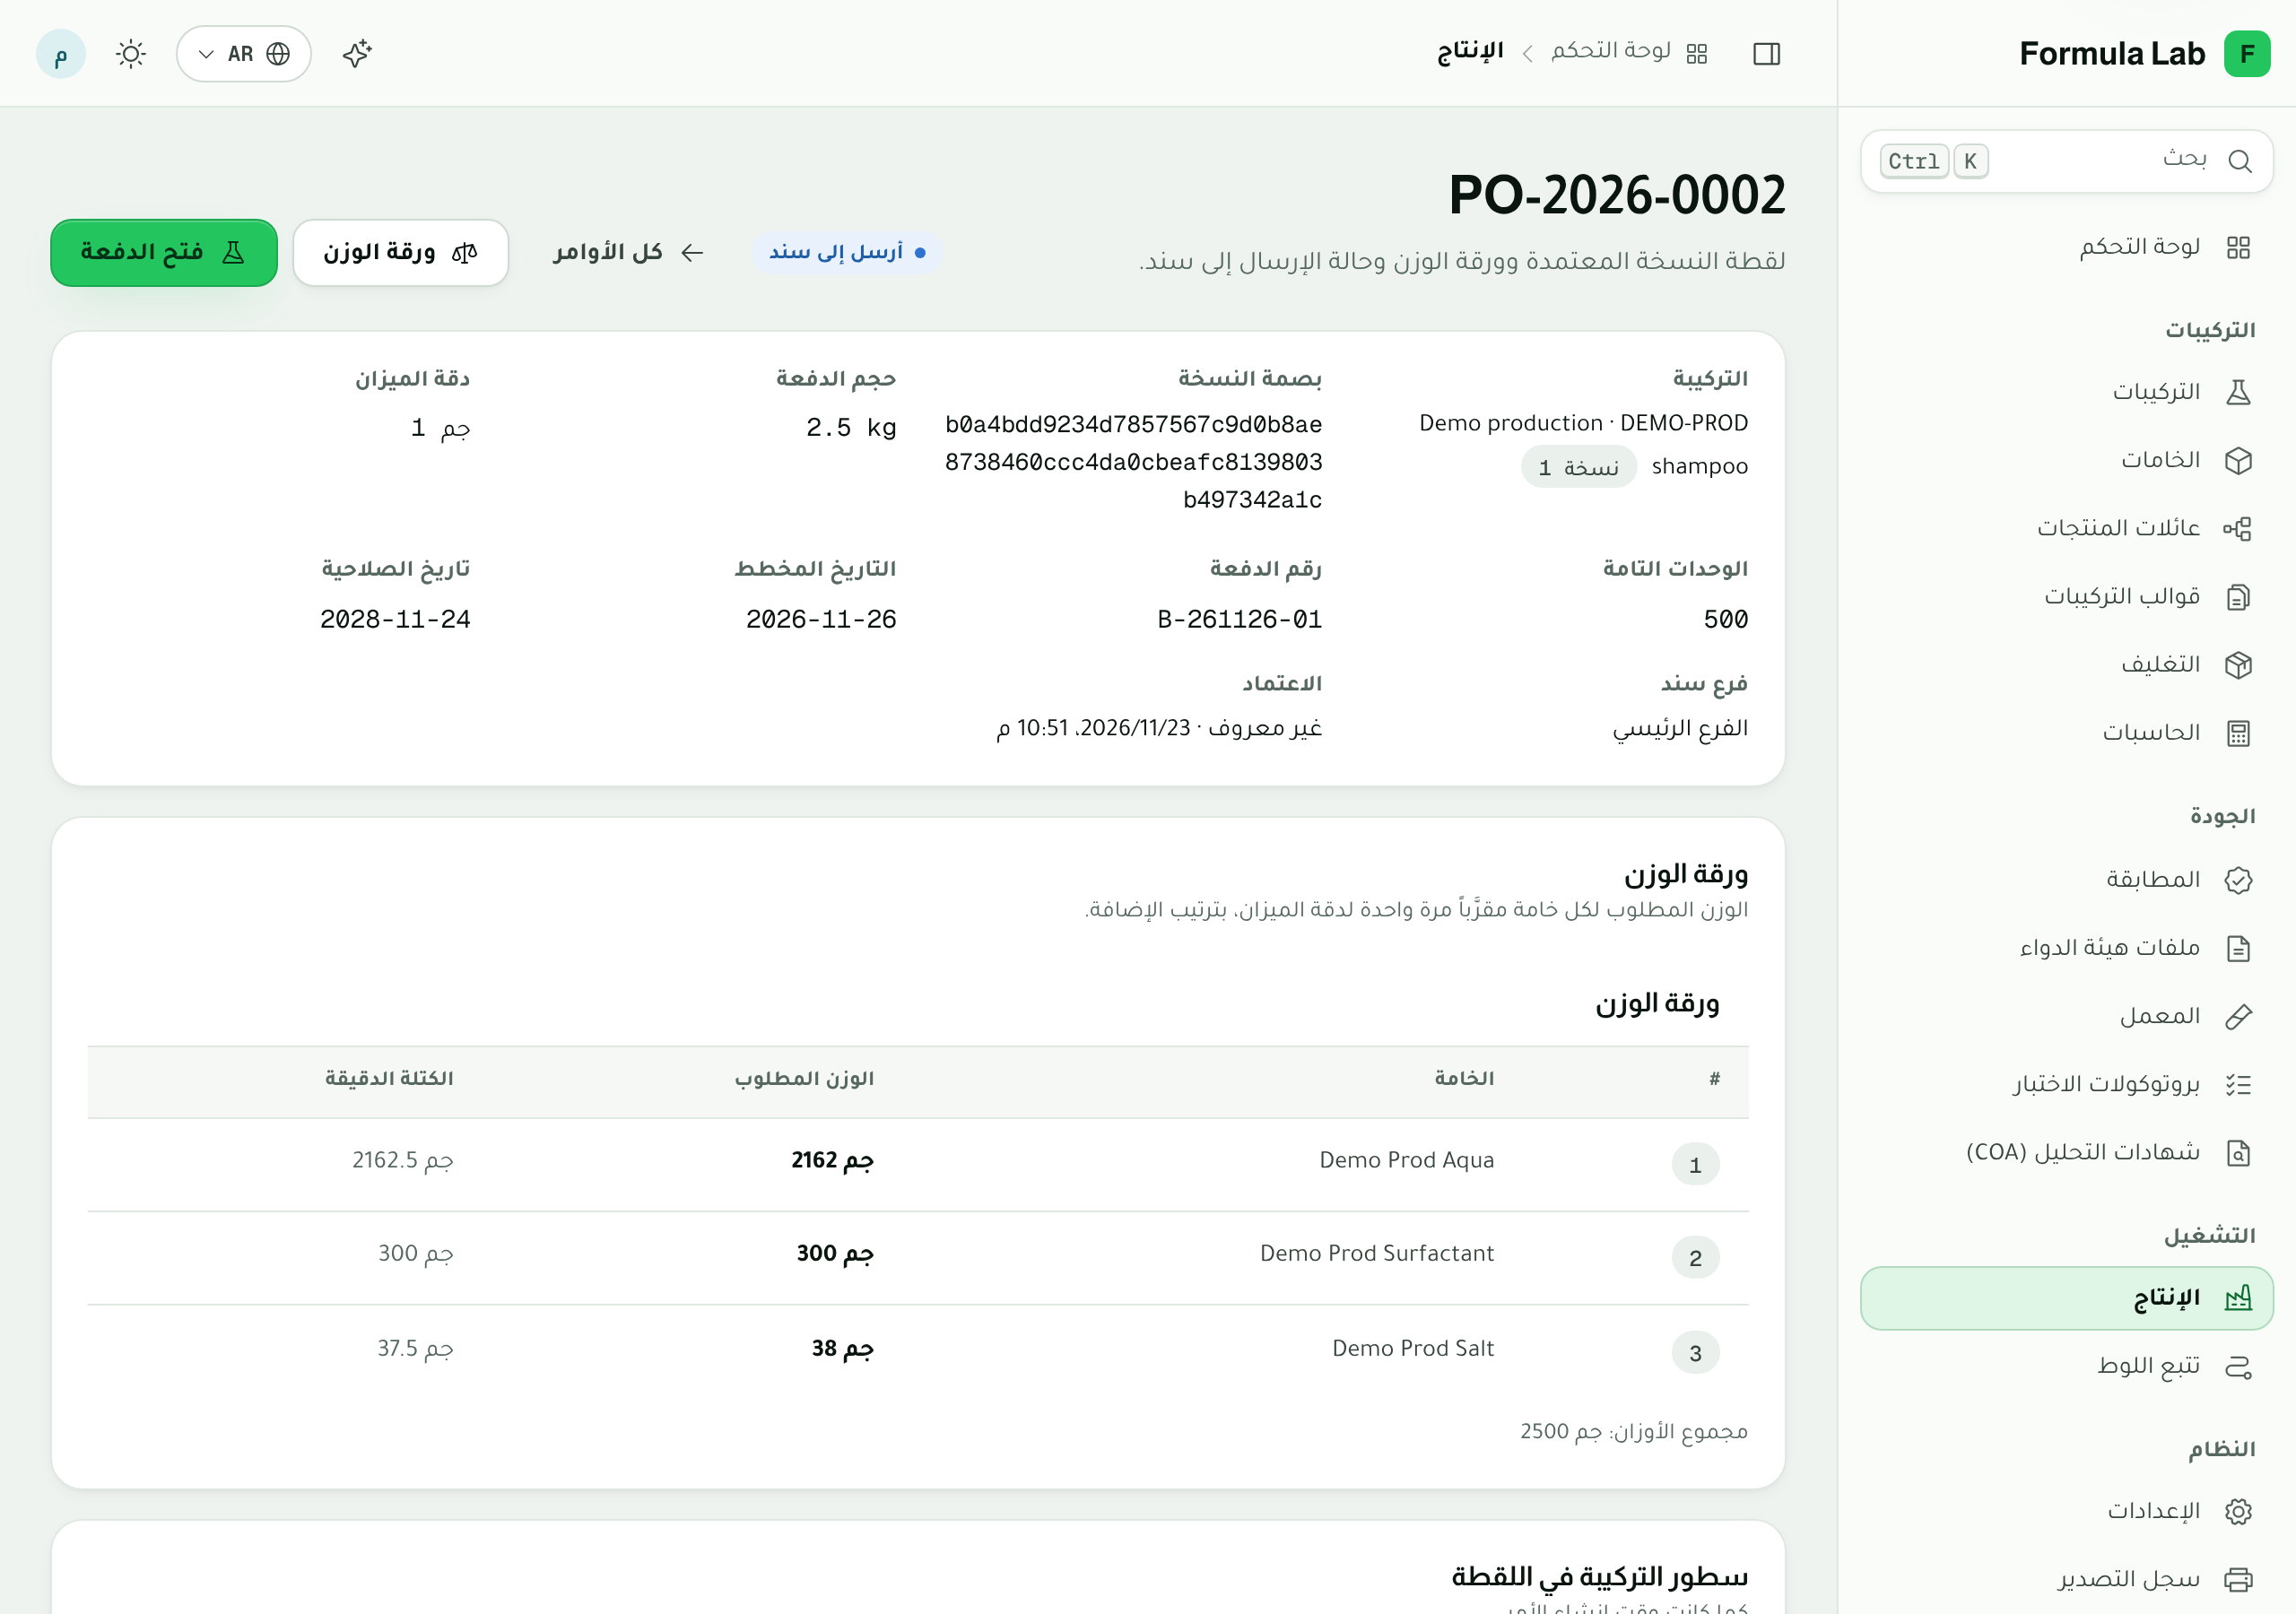 F Formula Lab
بحث
Ctrl K
لوحة التحكم
التركيبات
التركيبات
الخامات
عائلات المنتجات
قوالب التركيبات
التغليف
الحاسبات
الجودة
المطابقة
ملفات هيئة الدواء
المعمل
بروتوكولات الاختبار
شهادات التحليل (COA)
التشغيل
الإنتاج
تتبع اللوط
النظام
الإعدادات
سجل التصدير
لوحة التحكم
الإنتاج
AR
م
PO-2026-0002
لقطة النسخة المعتمدة وورقة الوزن وحالة الإرسال إلى سند.
أرسل إلى سند
كل الأوامر
ورقة الوزن
فتح الدفعة
التركيبة
Demo production · DEMO-PROD
shampoo نسخة 1
بصمة النسخة
b0a4bdd9234d7857567c9d0b8ae
8738460ccc4da0cbeafc8139803
b497342a1c
حجم الدفعة
2.5 kg
دقة الميزان
جم 1
الوحدات التامة
500
رقم الدفعة
B-261126-01
التاريخ المخطط
2026-11-26
تاريخ الصلاحية
2028-11-24
فرع سند
الفرع الرئيسي
الاعتماد
غير معروف · 2026/11/23، 10:51 م
ورقة الوزن
الوزن المطلوب لكل خامة مقرَّباً مرة واحدة لدقة الميزان، بترتيب الإضافة.
ورقة الوزن
# الخامة الوزن المطلوب الكتلة الدقيقة
1 Demo Prod Aqua جم 2162 جم 2162.5
2 Demo Prod Surfactant جم 300 جم 300
3 Demo Prod Salt جم 38 جم 37.5
مجموع الأوزان: جم 2500
سطور التركيبة في اللقطة
كما كانت وقت إنشاء الأمر.